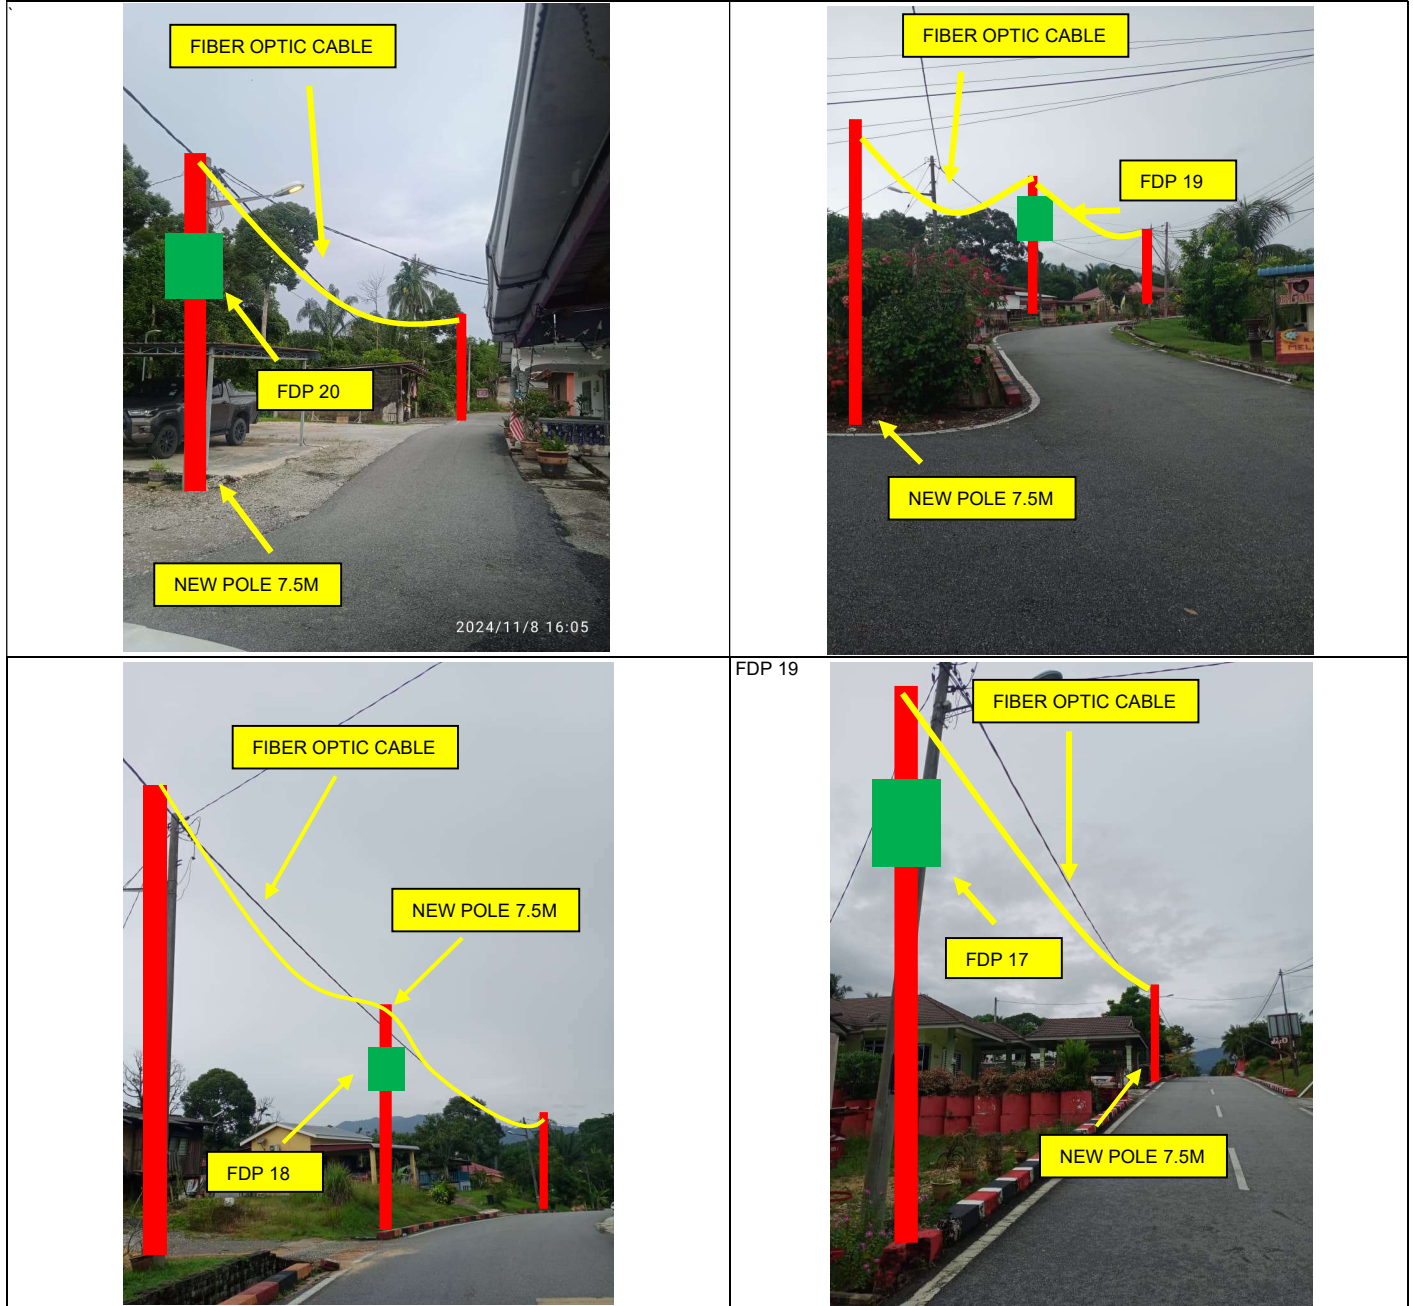 `
FIBER OPTIC CABLE
FDP 20
NEW POLE 7.5M
2024/11/8 16:05
FIBER OPTIC CABLE
FDP 19
NEW POLE 7.5M
FIBER OPTIC CABLE
NEW POLE 7.5M
FDP 18
FDP 19
FIBER OPTIC CABLE
FDP 17
NEW POLE 7.5M